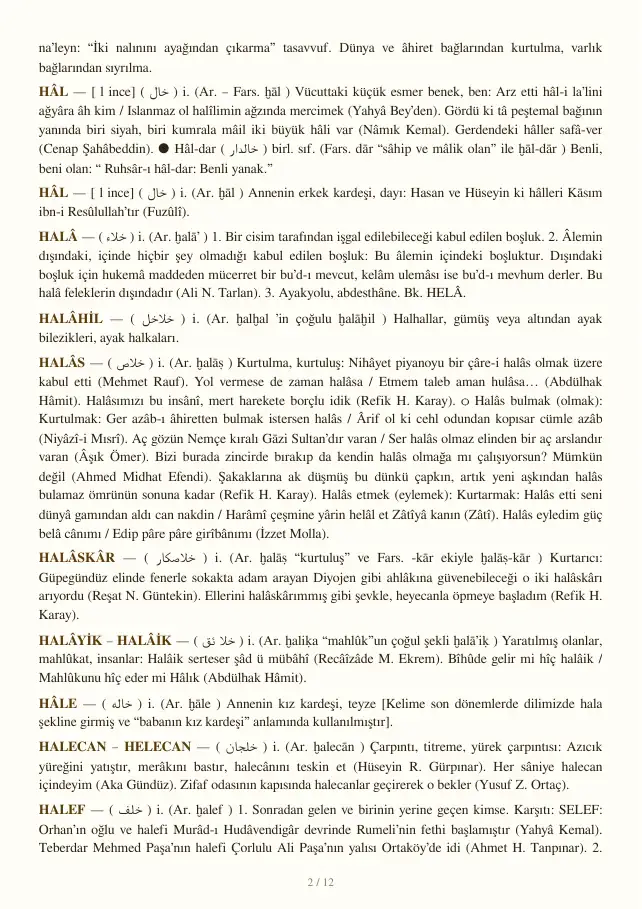 na’leyn: “İki nalınını ayağından çıkarma” tasavvuf. Dünya ve âhiret bağlarından kurtulma, varlık
bağlarından sıyrılma.
HÂL — [ l ince] ( خال ) i. (Ar. – Fars. ḫāl ) Vücuttaki küçük esmer benek, ben: Arz etti hâl-i la’lini
ağyâra âh kim / Islanmaz ol halîlimin ağzında mercimek (Yahyâ Bey’den). Gördü ki tâ peştemal bağının
yanında biri siyah, biri kumrala mâil iki büyük hâli var (Nâmık Kemal). Gerdendeki hâller safâ-ver
(Cenap Şahâbeddin). ● Hâl-dar ( خالدار ) birl. sıf. (Fars. dār “sâhip ve mâlik olan” ile ḫāl-dār ) Benli,
beni olan: “ Ruhsâr-ı hâl-dar: Benli yanak.”
HÂL — [ l ince] ( خال ) i. (Ar. ḫāl ) Annenin erkek kardeşi, dayı: Hasan ve Hüseyin ki hâlleri Kāsım
ibn-i Resûlullah’tır (Fuzûlî).
HALÂ — ( خلاء ) i. (Ar. ḫalā’ ) 1. Bir cisim tarafından işgal edilebileceği kabul edilen boşluk. 2. Âlemin
dışındaki, içinde hiçbir şey olmadığı kabul edilen boşluk: Bu âlemin içindeki boşluktur. Dışındaki
boşluk için hukemâ maddeden mücerret bir bu’d-ı mevcut, kelâm ulemâsı ise bu’d-ı mevhum derler. Bu
halâ feleklerin dışındadır (Ali N. Tarlan). 3. Ayakyolu, abdesthâne. Bk. HELÂ.
HALÂHİL — ( خلاخل ) i. (Ar. ḫalḫal ’in çoğulu ḫalāḫil ) Halhallar, gümüş veya altından ayak
bilezikleri, ayak halkaları.
HALÂS — ( خلاص ) i. (Ar. ḫalāṣ ) Kurtulma, kurtuluş: Nihâyet piyanoyu bir çâre-i halâs olmak üzere
kabul etti (Mehmet Rauf). Yol vermese de zaman halâsa / Etmem taleb aman hulâsa… (Abdülhak
Hâmit). Halâsımızı bu insânî, mert harekete borçlu idik (Refik H. Karay). ѻ Halâs bulmak (olmak):
Kurtulmak: Ger azâb-ı âhiretten bulmak istersen halâs / Ârif ol ki cehl odundan kopısar cümle azâb
(Niyâzî-i Mısrî). Aç gözün Nemçe kıralı Gāzi Sultan’dır varan / Ser halâs olmaz elinden bir aç arslandır
varan (Âşık Ömer). Bizi burada zincirde bırakıp da kendin halâs olmağa mı çalışıyorsun? Mümkün
değil (Ahmed Midhat Efendi). Şakaklarına ak düşmüş bu dünkü çapkın, artık yeni aşkından halâs
bulamaz ömrünün sonuna kadar (Refik H. Karay). Halâs etmek (eylemek): Kurtarmak: Halâs etti seni
dünyâ gamından aldı can nakdin / Harâmî çeşmine yârin helâl et Zâtîyâ kanın (Zâtî). Halâs eyledim güç
belâ cânımı / Edip pâre pâre girîbânımı (İzzet Molla).
HALÂSKÂR — ( خلاصكار ) i. (Ar. ḫalāṣ “kurtuluş” ve Fars. -kār ekiyle ḫalāṣ-kār ) Kurtarıcı:
Güpegündüz elinde fenerle sokakta adam arayan Diyojen gibi ahlâkına güvenebileceği o iki halâskârı
arıyordu (Reşat N. Güntekin). Ellerini halâskârımmış gibi şevkle, heyecanla öpmeye başladım (Refik H.
Karay).
HALÂYİK – HALÂİK — ( خلا ئق ) i. (Ar. ḫaliḳa “mahlûk”un çoğul şekli ḫalā’iḳ ) Yaratılmış olanlar,
mahlûkat, insanlar: Halâik serteser şâd ü mübâhî (Recâîzâde M. Ekrem). Bîhûde gelir mi hîç halâik /
Mahlûkunu hîç eder mi Hâlık (Abdülhak Hâmit).
HÂLE — ( خاله ) i. (Ar. ḫāle ) Annenin kız kardeşi, teyze [Kelime son dönemlerde dilimizde hala
şekline girmiş ve “babanın kız kardeşi” anlamında kullanılmıştır].
HALECAN – HELECAN — ( خلجان ) i. (Ar. ḫalecān ) Çarpıntı, titreme, yürek çarpıntısı: Azıcık
yüreğini yatıştır, merâkını bastır, halecânını teskin et (Hüseyin R. Gürpınar). Her sâniye halecan
içindeyim (Aka Gündüz). Zifaf odasının kapısında halecanlar geçirerek o bekler (Yusuf Z. Ortaç).
HALEF — ( خلف ) i. (Ar. ḫalef ) 1. Sonradan gelen ve birinin yerine geçen kimse. Karşıtı: SELEF:
Orhan’ın oğlu ve halefi Murâd-ı Hudâvendigâr devrinde Rumeli’nin fethi başlamıştır (Yahyâ Kemal).
Teberdar Mehmed Paşa’nın halefi Çorlulu Ali Paşa’nın yalısı Ortaköy’de idi (Ahmet H. Tanpınar). 2.
2 / 12